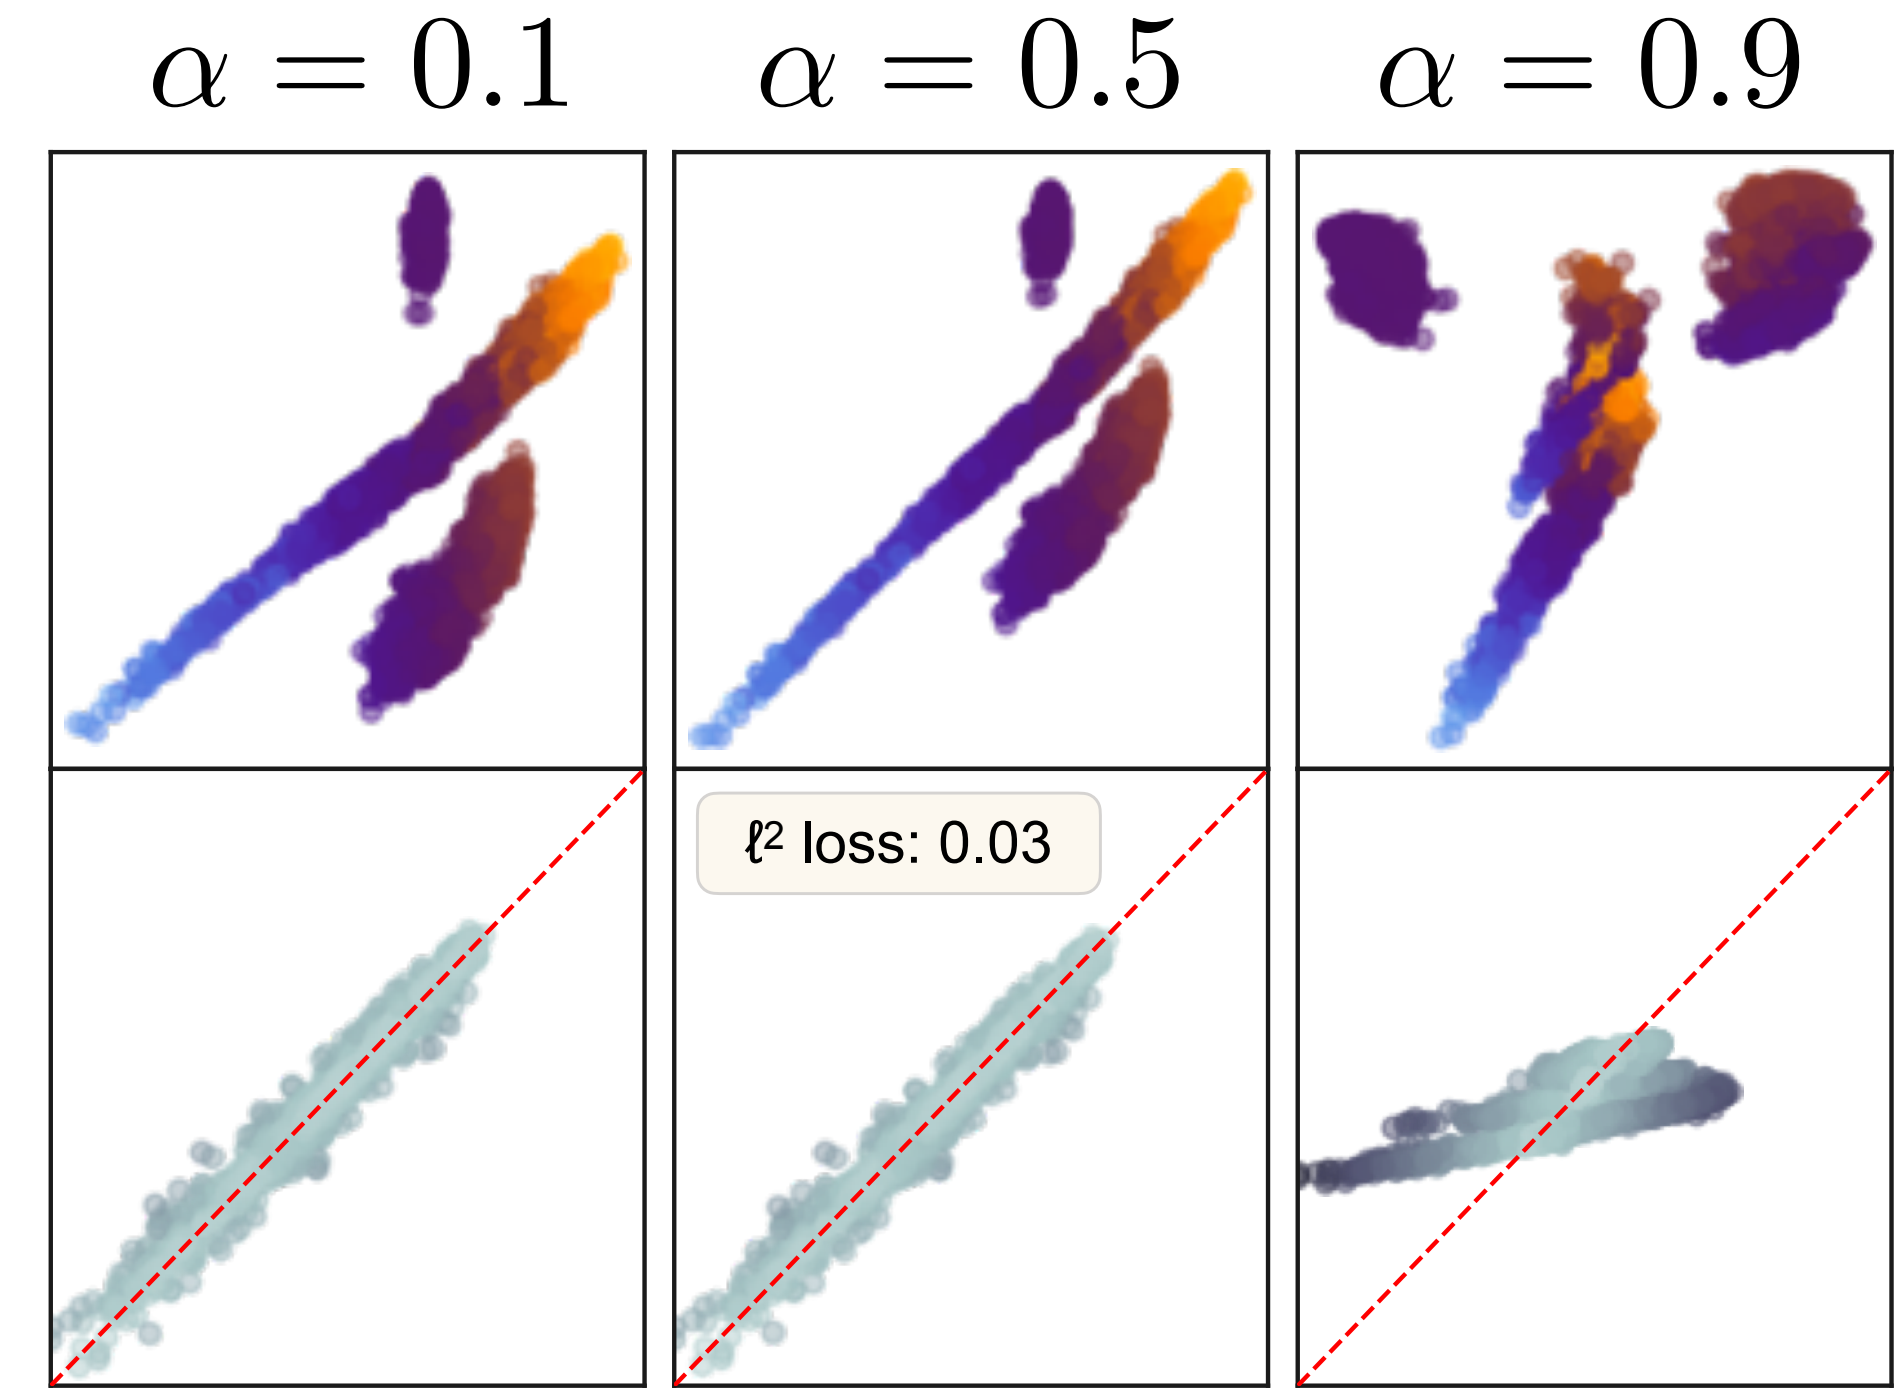 α = 0.1 α = 0.5 α = 0.9
ℓ² loss: 0.03